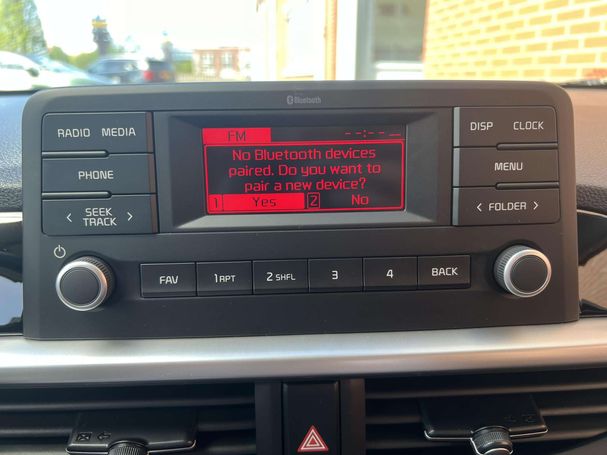 Bluetooth
RADIO MEDIA
PHONE
< SEEK TRACK >
FM --:-- --
No Bluetooth devices
paired. Do you want to
pair a new device?
1 Yes 2 No
DISP CLOCK
MENU
< FOLDER >
FAV 1 RPT 2 SHFL 3 4 BACK